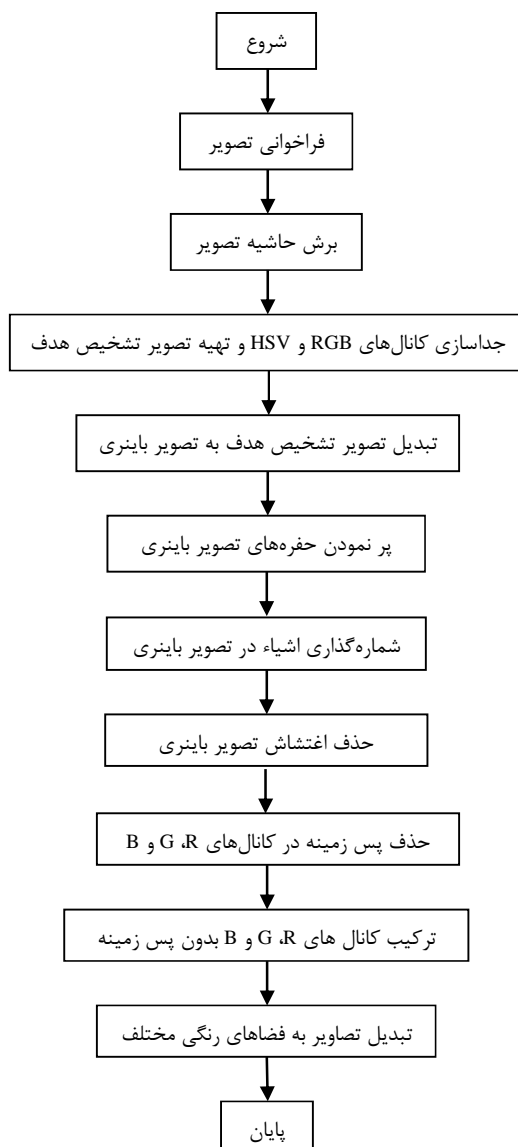 شروع
فراخوانی تصویر
برش حاشیه تصویر
جداسازی کانال‌های RGB و HSV و تهیه تصویر تشخیص هدف
تبدیل تصویر تشخیص هدف به تصویر باینری
پر نمودن حفره‌های تصویر باینری
شماره‌گذاری اشیاء در تصویر باینری
حذف اغتشاش تصویر باینری
حذف پس زمینه در کانال‌های R، G و B
ترکیب کانال های R، G و B بدون پس زمینه
تبدیل تصاویر به فضاهای رنگی مختلف
پایان